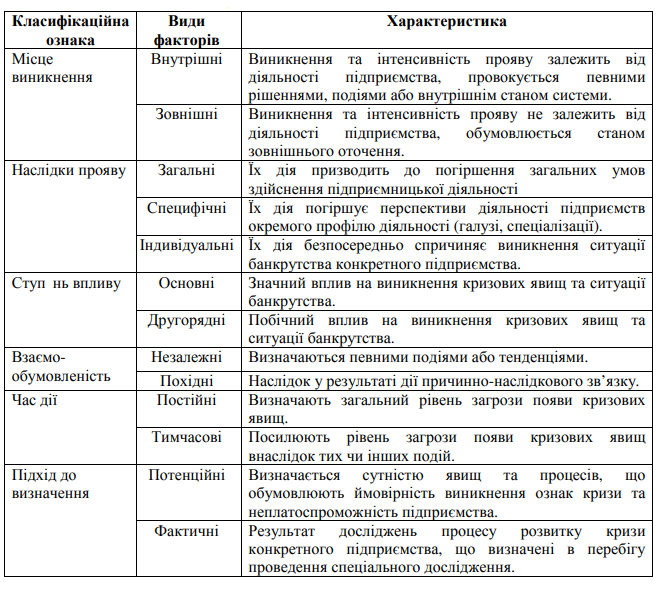 Класифікаційна ознака | Види факторів | Характеристика
Місце виникнення | Внутрішні | Виникнення та інтенсивність прояву залежить від
діяльності підприємства, провокується певними
рішеннями, подіями або внутрішнім станом системи.
Зовнішні | Виникнення та інтенсивність прояву не залежить від
діяльності підприємства, обумовлюється станом
зовнішнього оточення.
Наслідки прояву | Загальні | Їх дія призводить до погіршення загальних умов
здійснення підприємницької діяльності
Специфічні | Їх дія погіршує перспективи діяльності підприємств
окремого профілю діяльності (галузі, спеціалізації).
Індивідуальні | Їх дія безпосередньо спричиняє виникнення ситуації
банкрутства конкретного підприємства.
Ступ нь впливу | Основні | Значний вплив на виникнення кризових явищ та ситуації
банкрутства.
Другорядні | Побічний вплив на виникнення кризових явищ та
ситуації банкрутства.
Взаємо-
обумовленість | Незалежні | Визначаються певними подіями або тенденціями.
Похідні | Наслідок у результаті дії причинно-наслідкового зв’язку.
Час дії | Постійні | Визначають загальний рівень загрози появи кризових
явищ.
Тимчасові | Посилюють рівень загрози появи кризових явищ
внаслідок тих чи інших подій.
Підхід до
визначення | Потенційні | Визначається сутністю явищ та процесів, що
обумовлюють ймовірність виникнення ознак кризи та
неплатоспроможність підприємства.
Фактичні | Результат досліджень процесу розвитку кризи
конкретного підприємства, що визначені в перебігу
проведення спеціального дослідження.